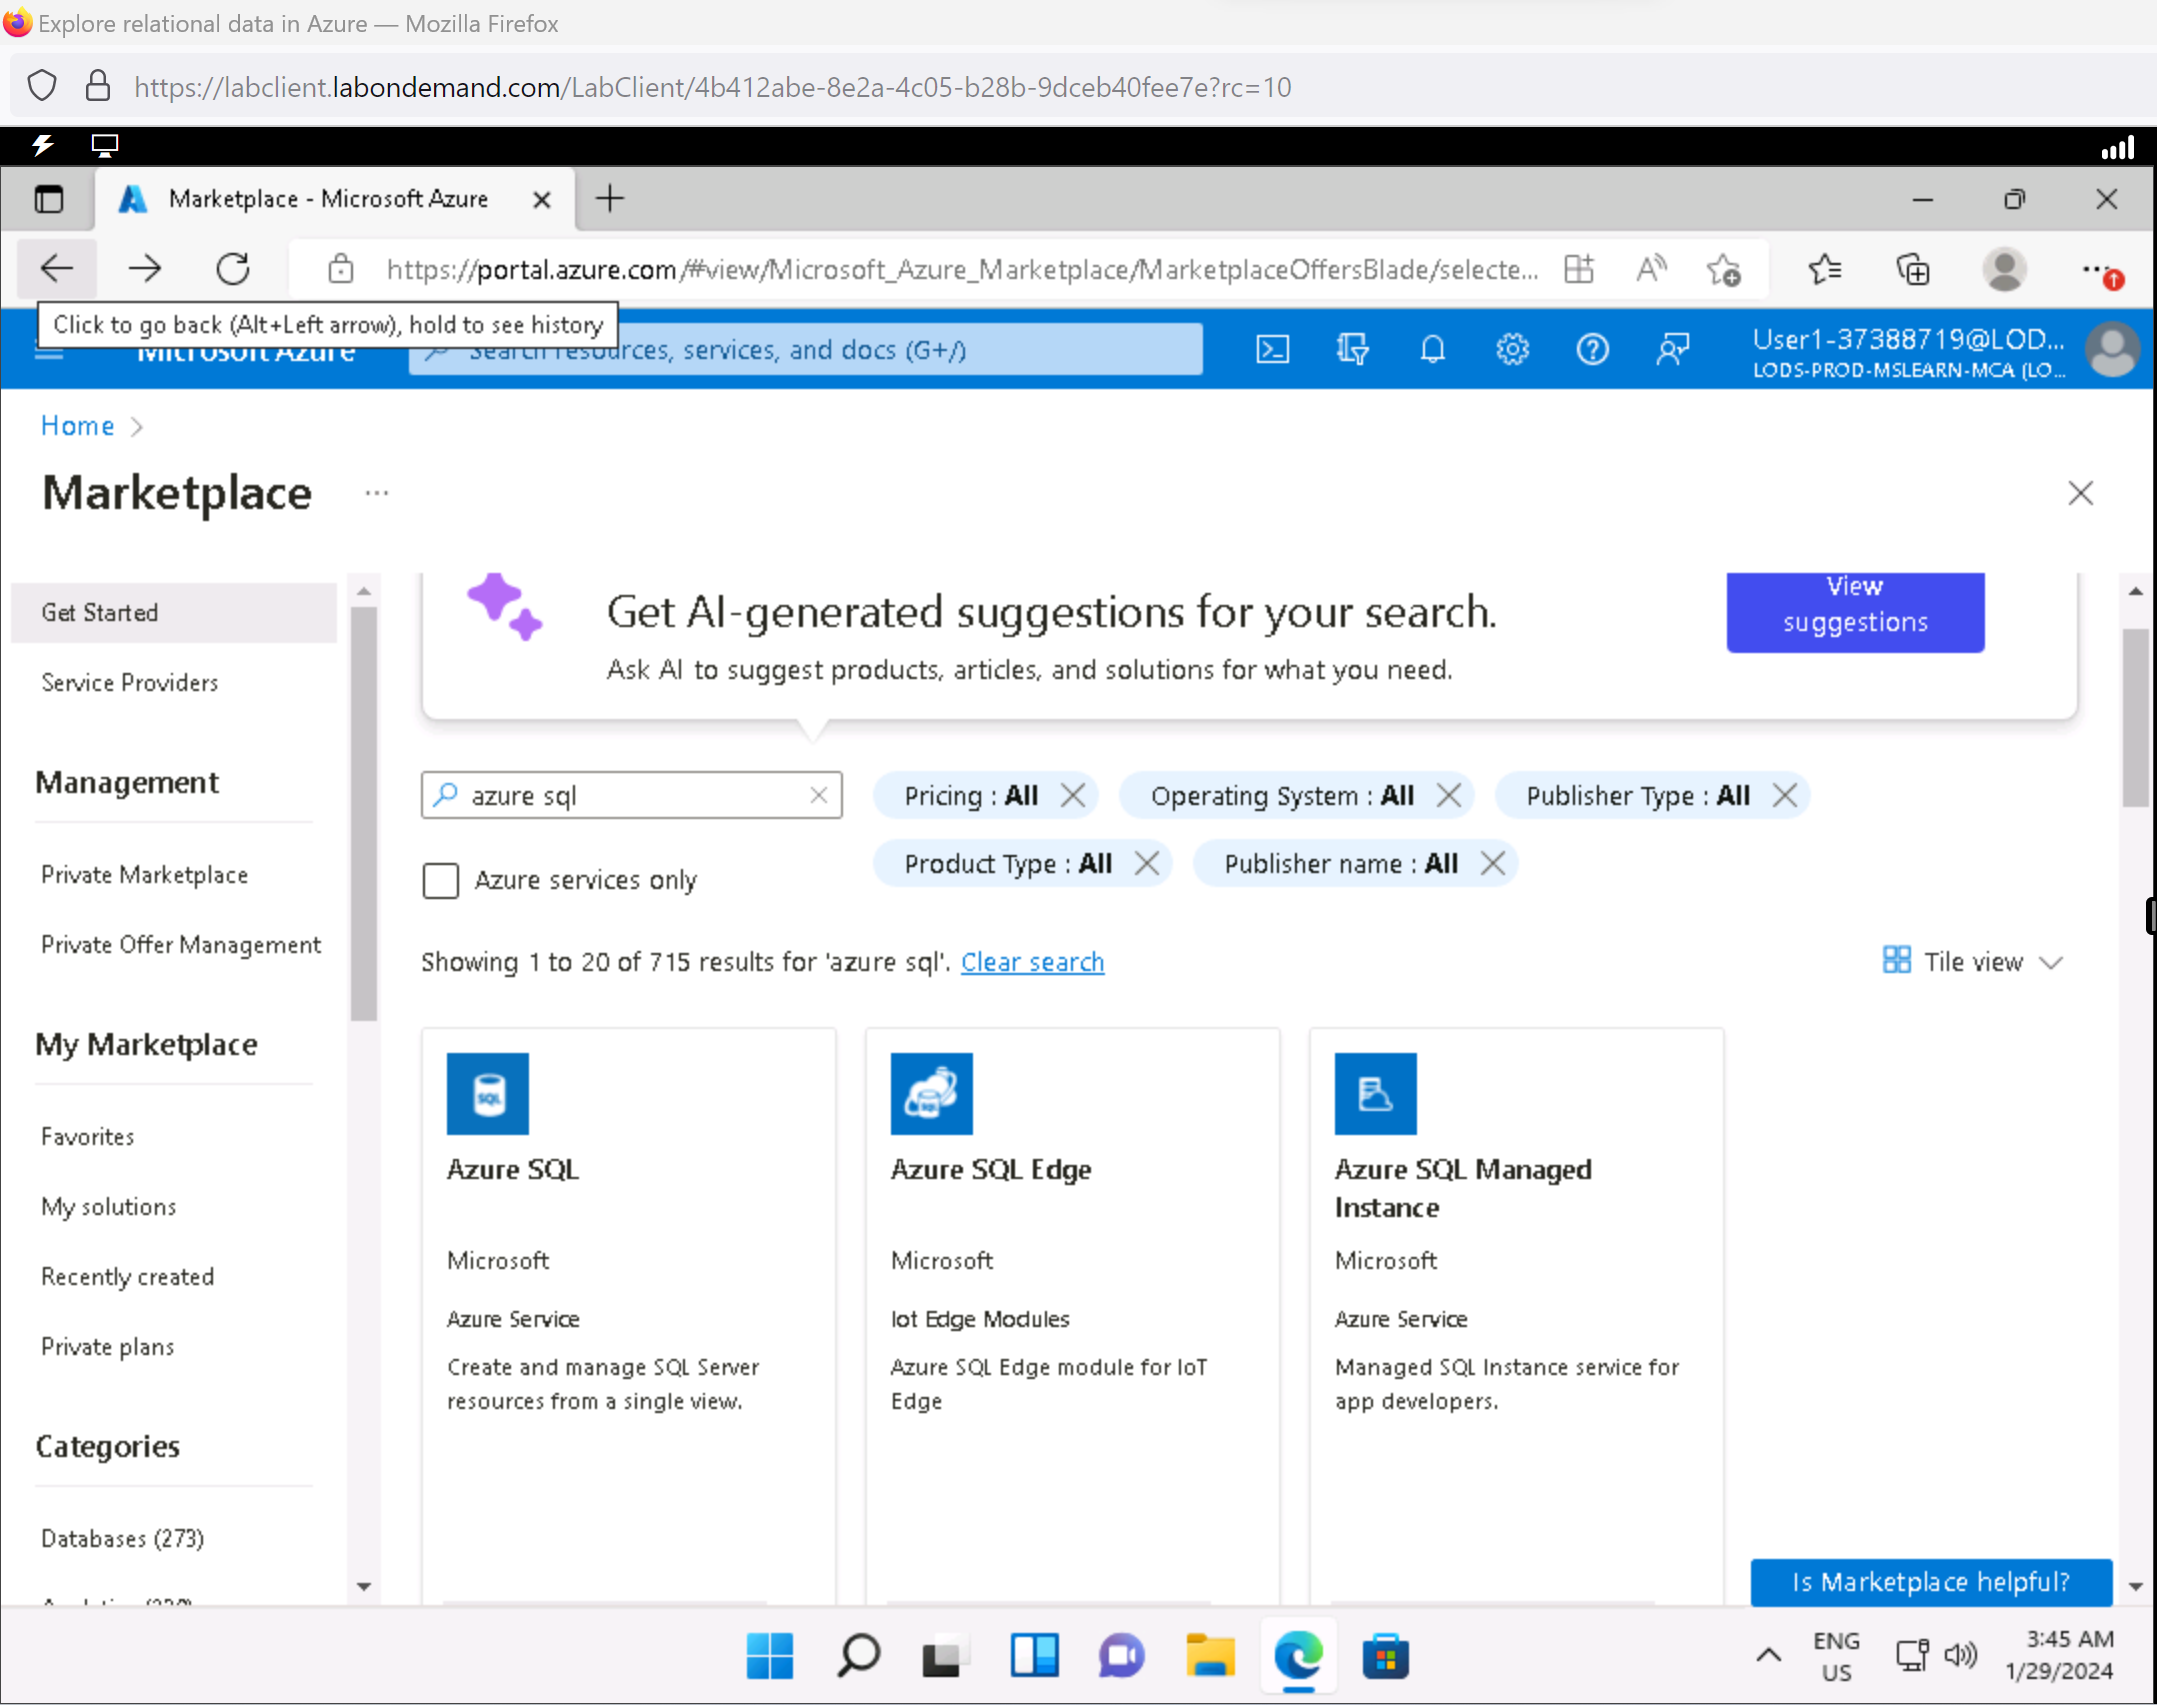 Explore relational data in Azure — Mozilla Firefox
https://labclient.labondemand.com/LabClient/4b412abe-8e2a-4c05-b28b-9dceb40fee7e?rc=10
Marketplace - Microsoft Azure
https://portal.azure.com/#view/Microsoft_Azure_Marketplace/MarketplaceOffersBlade/selecte...
Click to go back (Alt+Left arrow), hold to see history
Microsoft Azure
Search resources, services, and docs (G+/)
User1-37388719@LOD...
LODS-PROD-MSLEARN-MCA (LO...
Home
Marketplace
Get Started
Service Providers
Management
Private Marketplace
Private Offer Management
My Marketplace
Favorites
My solutions
Recently created
Private plans
Categories
Databases (273)
Get AI-generated suggestions for your search.
Ask AI to suggest products, articles, and solutions for what you need.
View
suggestions
azure sql
Pricing : All
Operating System : All
Publisher Type : All
Product Type : All
Publisher name : All
Azure services only
Showing 1 to 20 of 715 results for 'azure sql'. Clear search
Tile view
SQL
Azure SQL
Microsoft
Azure Service
Create and manage SQL Server
resources from a single view.
SQL
Azure SQL Edge
Microsoft
Iot Edge Modules
Azure SQL Edge module for IoT
Edge
Azure SQL Managed
Instance
Microsoft
Azure Service
Managed SQL Instance service for
app developers.
Is Marketplace helpful?
ENG
US
3:45 AM
1/29/2024